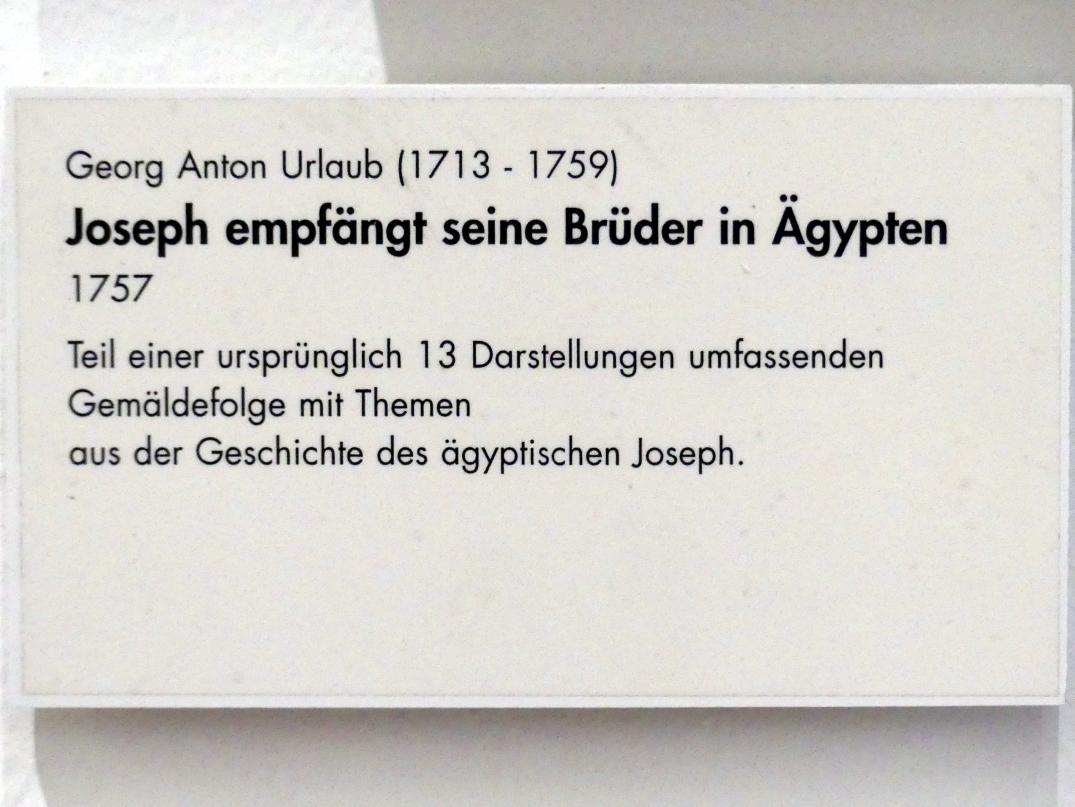 Georg Anton Urlaub (1713 - 1759)
Joseph empfängt seine Brüder in Ägypten
1757
Teil einer ursprünglich 13 Darstellungen umfassenden
Gemäldefolge mit Themen
aus der Geschichte des ägyptischen Joseph.